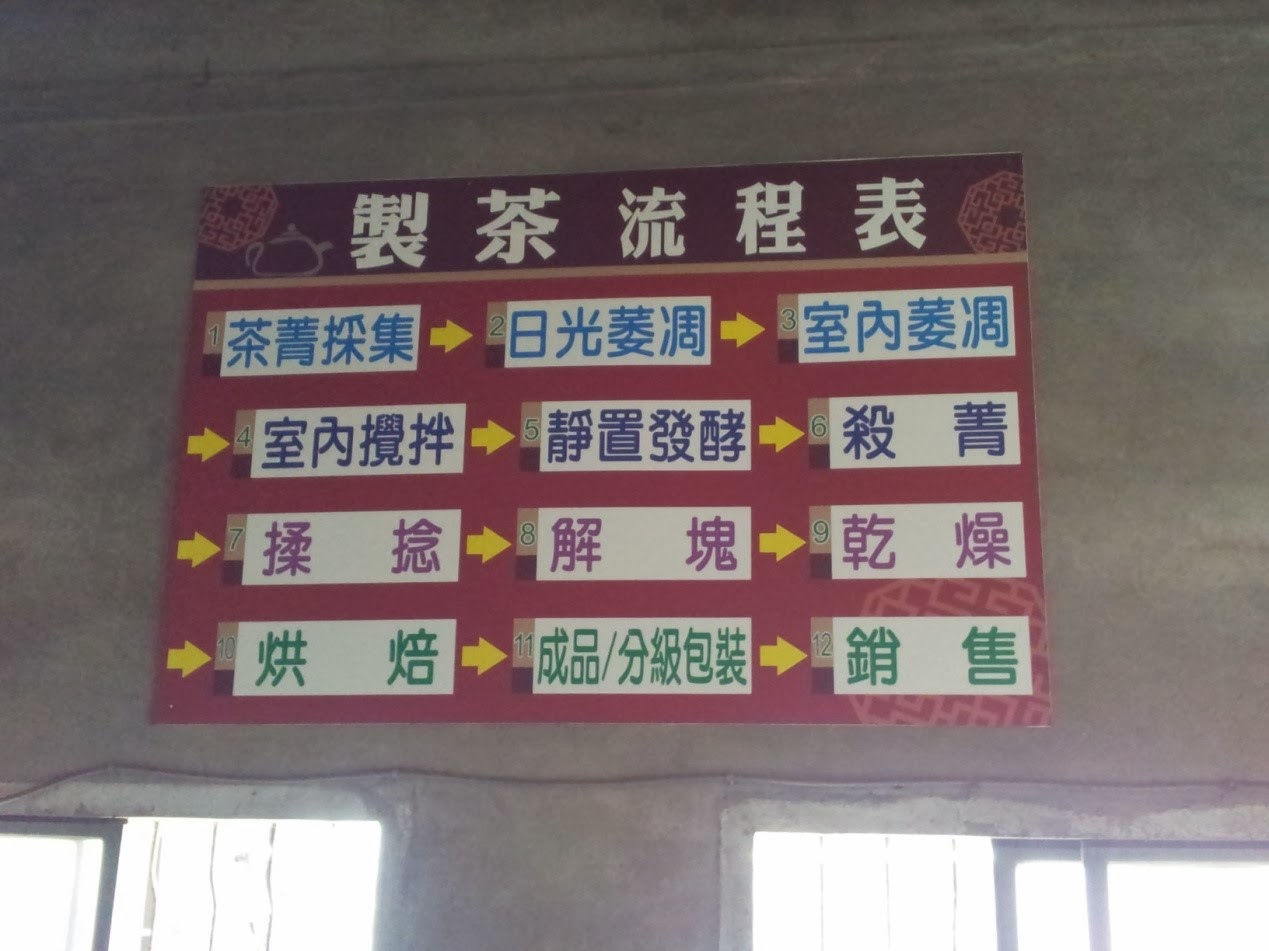 製茶流程表
1 茶菁採集 2 日光萎凋 3 室內萎凋
4 室內攪拌 5 靜置發酵 6 殺菁
7 揉捻 8 解塊 9 乾燥
10 烘焙 11 成品/分級包裝 12 銷售